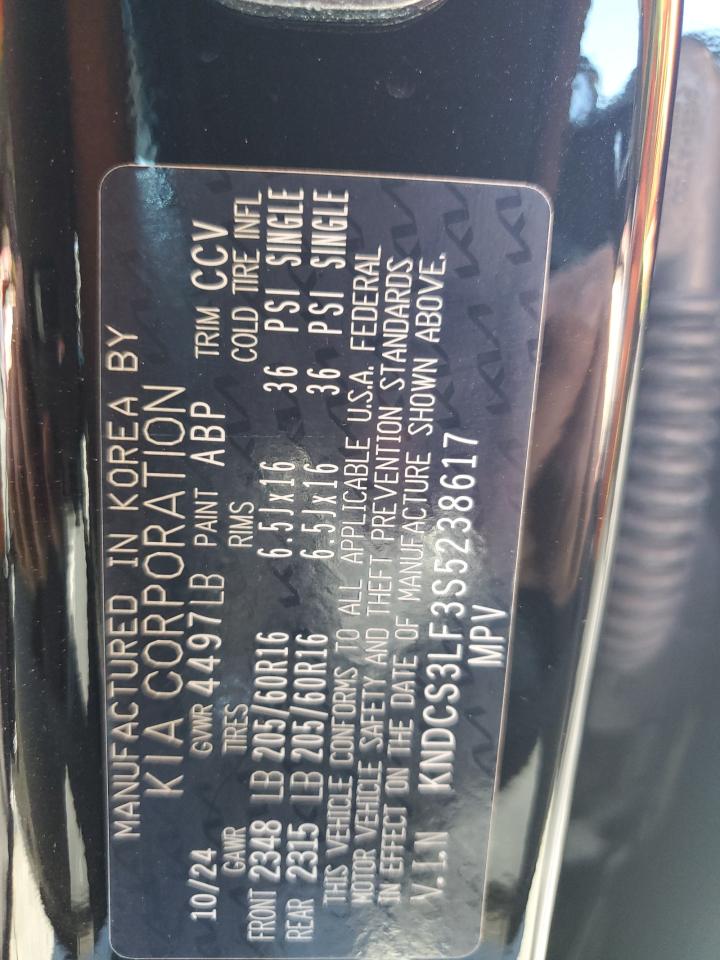 MANUFACTURED IN KOREA BY
KIA CORPORATION
10/24 GVWR 4497LB PAINT ABP TRIM CCV
GAWR TIRES RIMS COLD TIRE INFL
FRONT 2348 LB 205/60R16 6.5Jx16 36 PSI SINGLE
REAR 2315 LB 205/60R16 6.5Jx16 36 PSI SINGLE
THIS VEHICLE CONFORMS TO ALL APPLICABLE U.S.A. FEDERAL
MOTOR VEHICLE SAFETY AND THEFT PREVENTION STANDARDS
IN EFFECT ON THE DATE OF MANUFACTURE SHOWN ABOVE.
V.I.N KNDCS3LF3S5238617
MPV